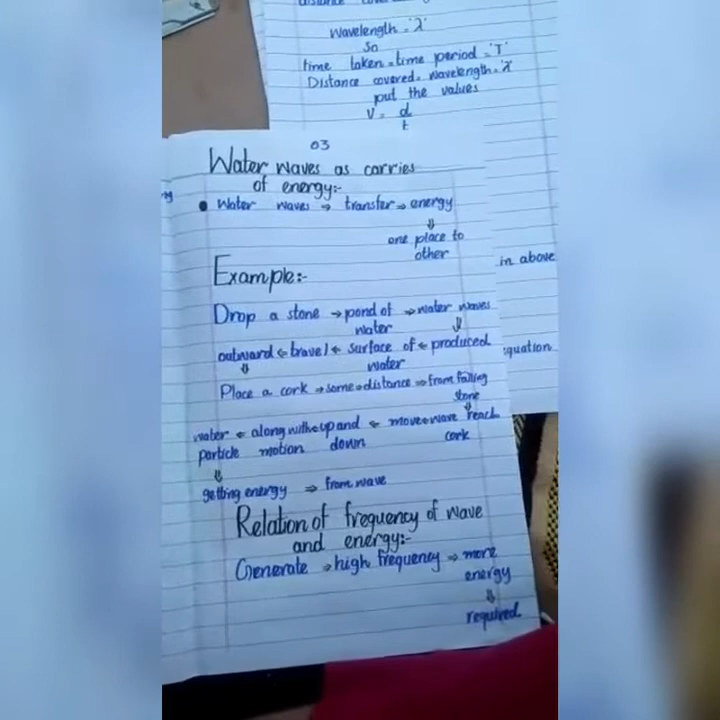 Wavelength = 'λ'
So
time taken = time period = 'T'
Distance covered = wavelength = 'λ'
put the values
V = d
t
in above
equation
03
Water waves as carries
of energy:-
• Water waves ⇒ transfer ⇒ energy
⇓
one place to
other
Example:-
Drop a stone → pond of ⇒ water waves
water ⇓
outward ← travel ← surface of ← produced
⇓ water
Place a cork → some → distance → from falling
stone
water ← along with ← up and ← move ← wave reach
particle motion down cork
⇓
getting energy ⇒ from wave
Relation of frequency of wave
and energy:-
Generate → high frequency ⇒ more
energy
⇓
required